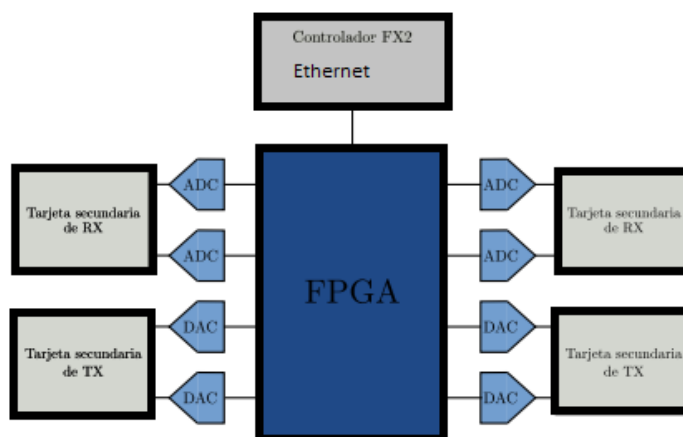 Controlador FX2
Ethernet
ADC
ADC
Tarjeta secundaria
de RX
Tarjeta secundaria
de RX
ADC
ADC
FPGA
DAC
DAC
Tarjeta secundaria
de TX
Tarjeta secundaria
de TX
DAC
DAC